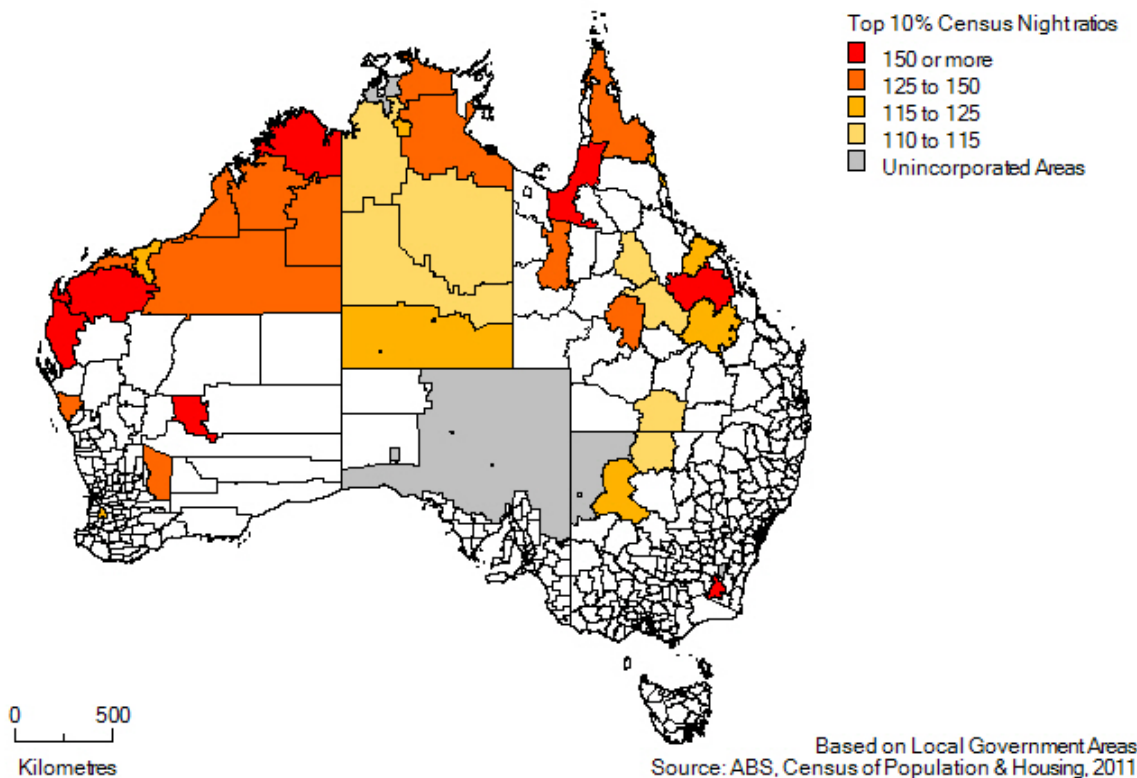 Top 10% Census Night ratios
150 or more
125 to 150
115 to 125
110 to 115
Unincorporated Areas
0 500
Kilometres
Based on Local Government Areas
Source: ABS, Census of Population & Housing, 2011